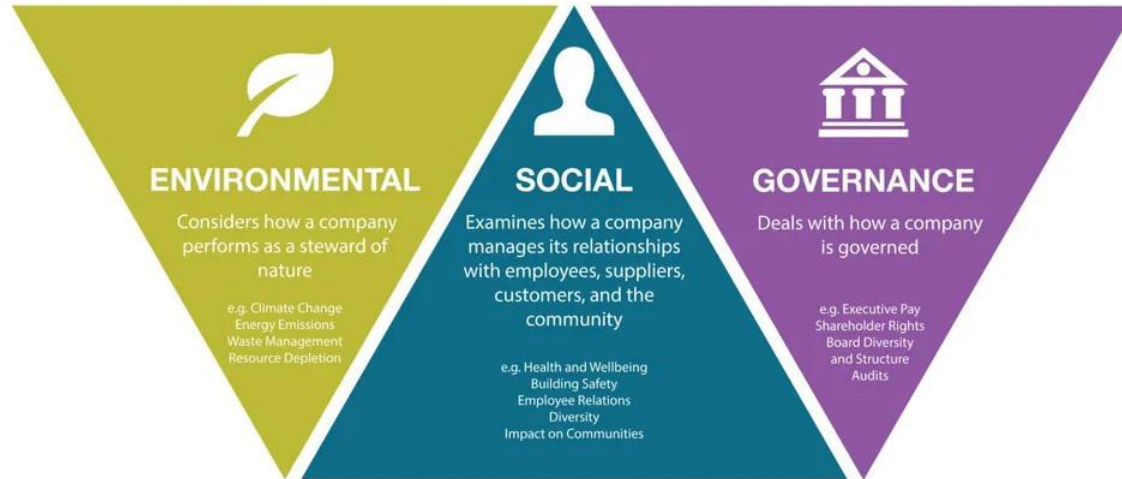 ENVIRONMENTAL
Considers how a company
performs as a steward of
nature
e.g. Climate Change
Energy Emissions
Waste Management
Resource Depletion
SOCIAL
Examines how a company
manages its relationships
with employees, suppliers,
customers, and the
community
e.g. Health and Wellbeing
Building Safety
Employee Relations
Diversity
Impact on Communities
GOVERNANCE
Deals with how a company
is governed
e.g. Executive Pay
Shareholder Rights
Board Diversity
and Structure
Audits